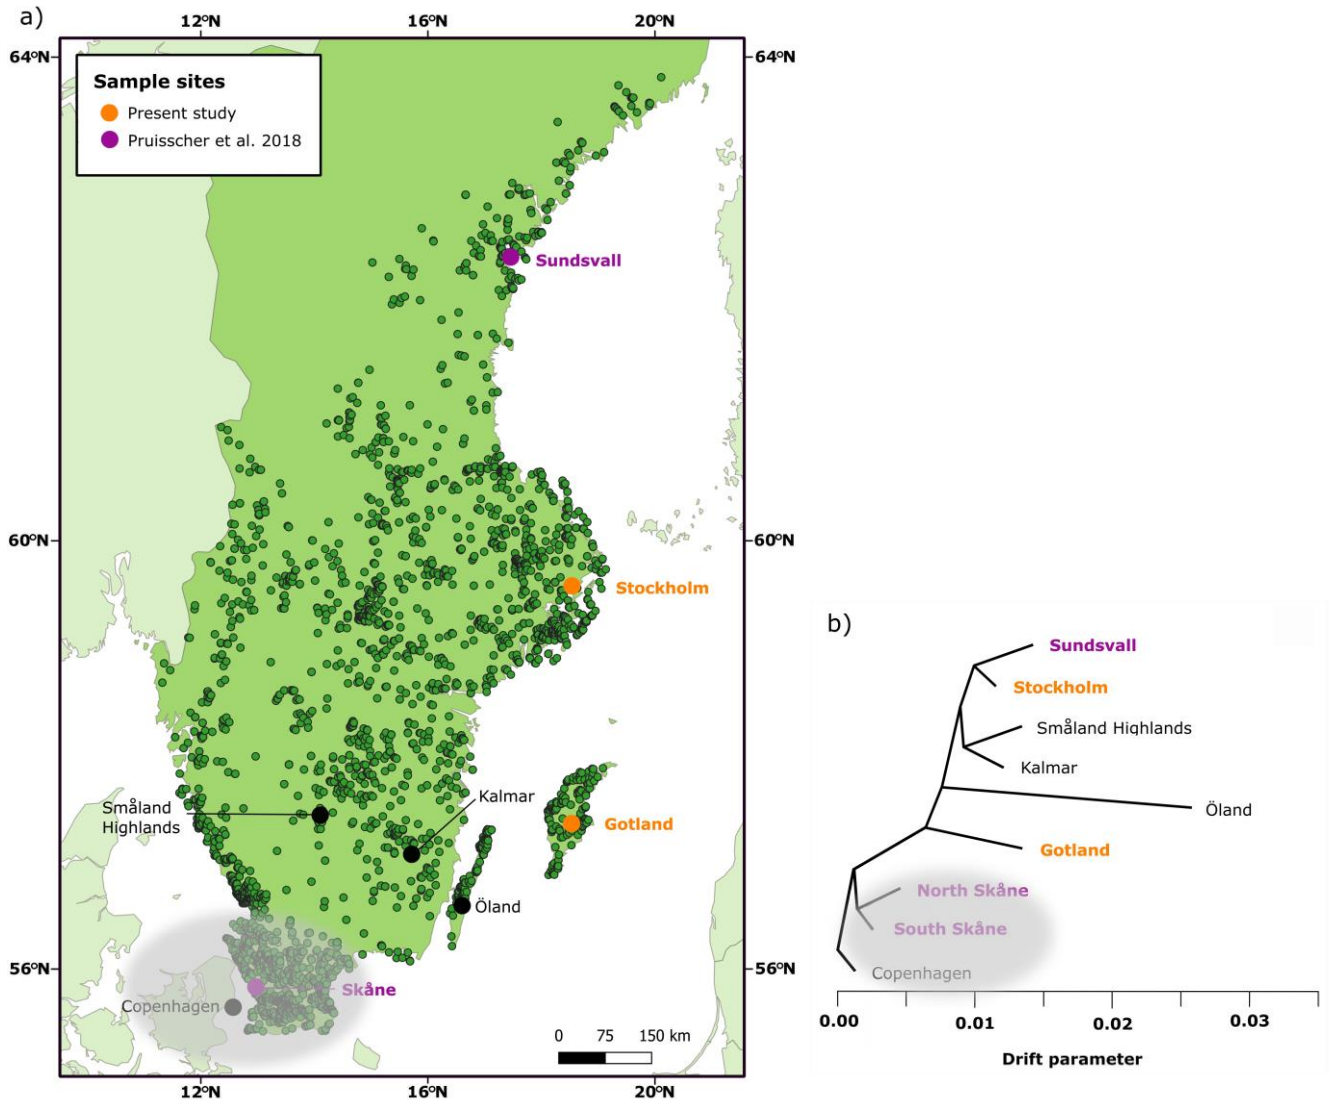 a)
12ºN
16ºN
20ºN
64ºN
64ºN
Sample sites
Present study
Pruisscher et al. 2018
Sundsvall
60ºN
60ºN
Stockholm
Småland
Highlands
Kalmar
Gotland
Öland
56ºN
56ºN
Skåne
Copenhagen
0 75 150 km
12ºN
16ºN
20ºN
b)
Sundsvall
Stockholm
Småland Highlands
Kalmar
Öland
Gotland
North Skåne
South Skåne
Copenhagen
0.00 0.01 0.02 0.03
Drift parameter